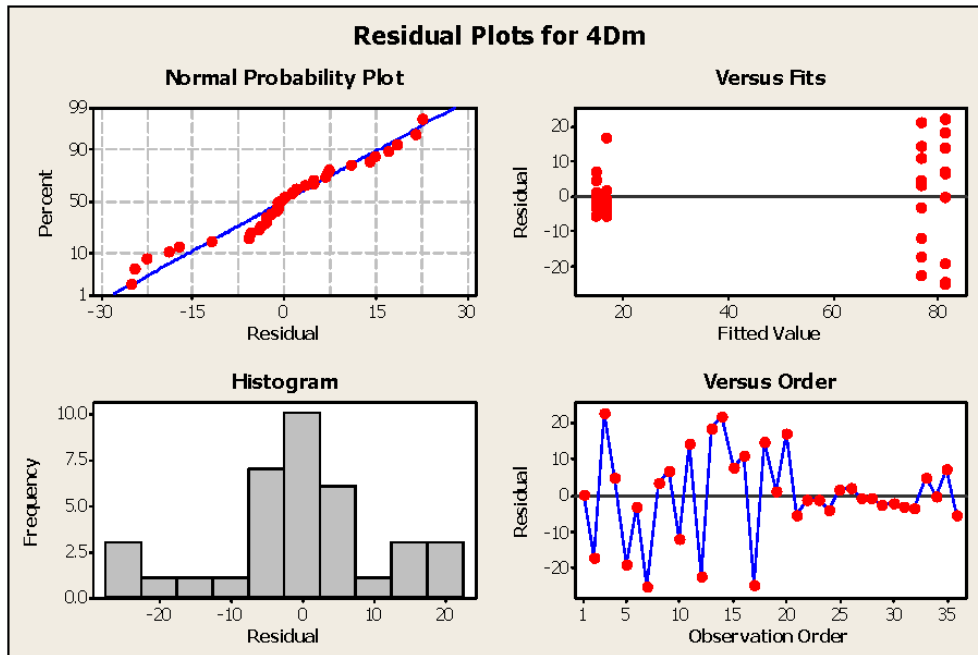 Residual Plots for 4Dm
Normal Probability Plot
99
90
50
10
1
Percent
-30 -15 0 15 30
Residual
Versus Fits
20
10
0
-10
-20
Residual
20 40 60 80
Fitted Value
Histogram
10.0
7.5
5.0
2.5
0.0
Frequency
-20 -10 0 10 20
Residual
Versus Order
20
10
0
-10
-20
Residual
1 5 10 15 20 25 30 35
Observation Order